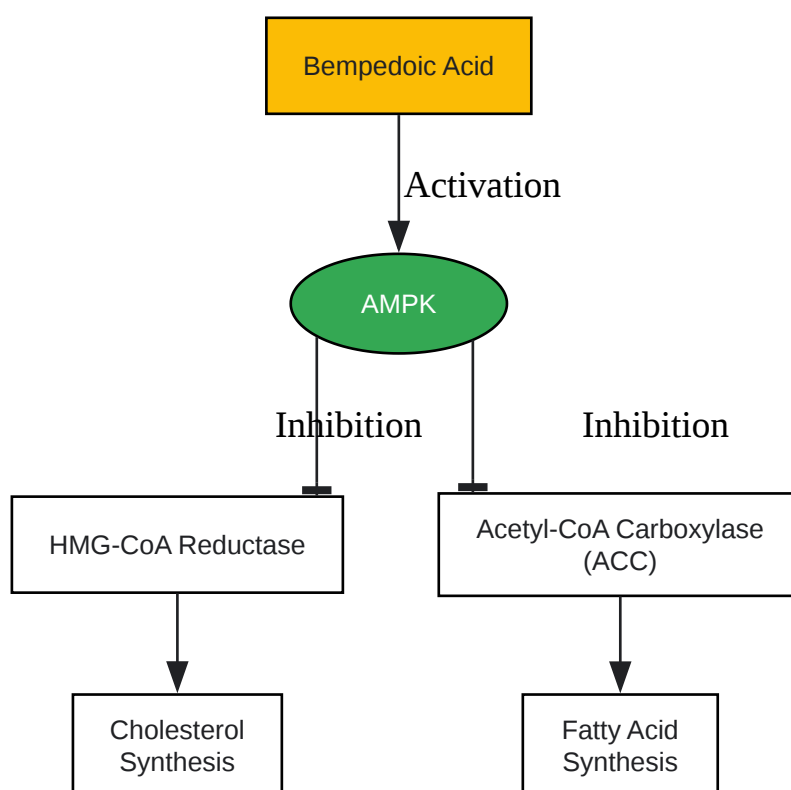 Bempedoic Acid
Activation
AMPK
Inhibition
Inhibition
HMG-CoA Reductase
Acetyl-CoA Carboxylase
(ACC)
Cholesterol
Synthesis
Fatty Acid
Synthesis